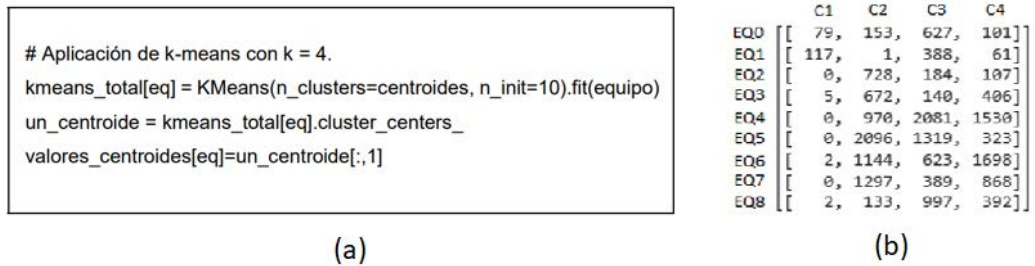 # Aplicación de k-means con k = 4.
kmeans_total[eq] = KMeans(n_clusters=centroides, n_init=10).fit(equipo)
un_centroide = kmeans_total[eq].cluster_centers_
valores_centroides[eq]=un_centroide[:,1]
(a)
C1 C2 C3 C4
EQ0 [[ 79, 153, 627, 101]]
EQ1 [ 117, 1, 388, 61]
EQ2 [ 0, 728, 184, 107]
EQ3 [ 5, 672, 140, 406]
EQ4 [ 0, 970, 2081, 1530]
EQ5 [ 0, 2096, 1319, 323]
EQ6 [ 2, 1144, 623, 1698]
EQ7 [ 0, 1297, 389, 868]
EQ8 [[ 2, 133, 997, 392]]
(b)